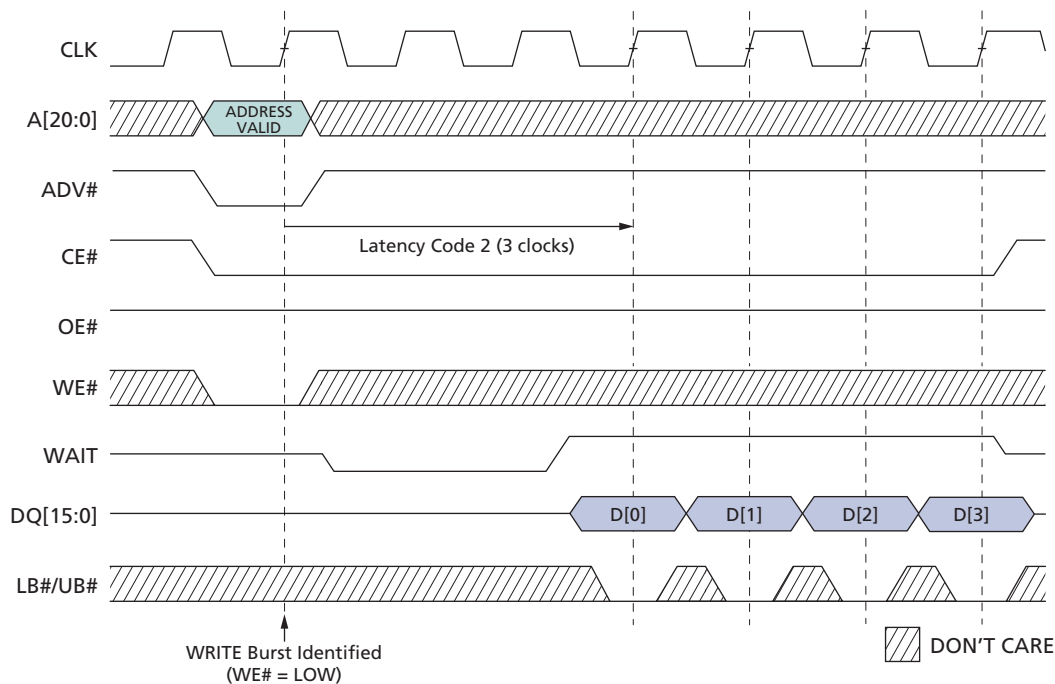 CLK
A[20:0]
ADDRESS
VALID
ADV#
Latency Code 2 (3 clocks)
CE#
OE#
WE#
WAIT
DQ[15:0]
D[0]
D[1]
D[2]
D[3]
LB#/UB#
WRITE Burst Identified
(WE# = LOW)
DON'T CARE